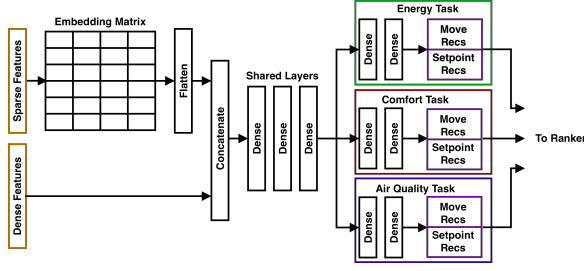 Embedding Matrix
Sparse Features
Flatten
Dense Features
Concatenate
Shared Layers
Dense
Dense
Dense
Energy Task
Dense
Dense
Move
Recs
Setpoint
Recs
Comfort Task
Dense
Dense
Move
Recs
Setpoint
Recs
Air Quality Task
Dense
Dense
Move
Recs
Setpoint
Recs
To Ranker